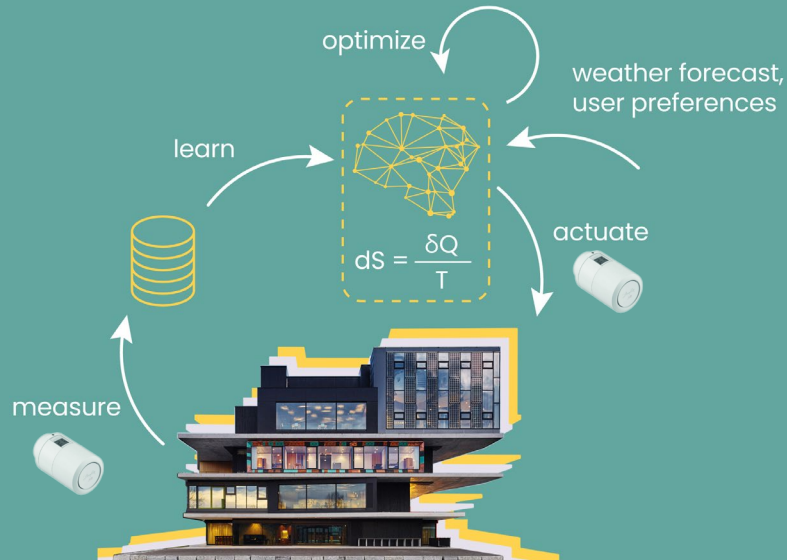 optimize
weather forecast,
user preferences
learn
dS = δQ / T
actuate
measure